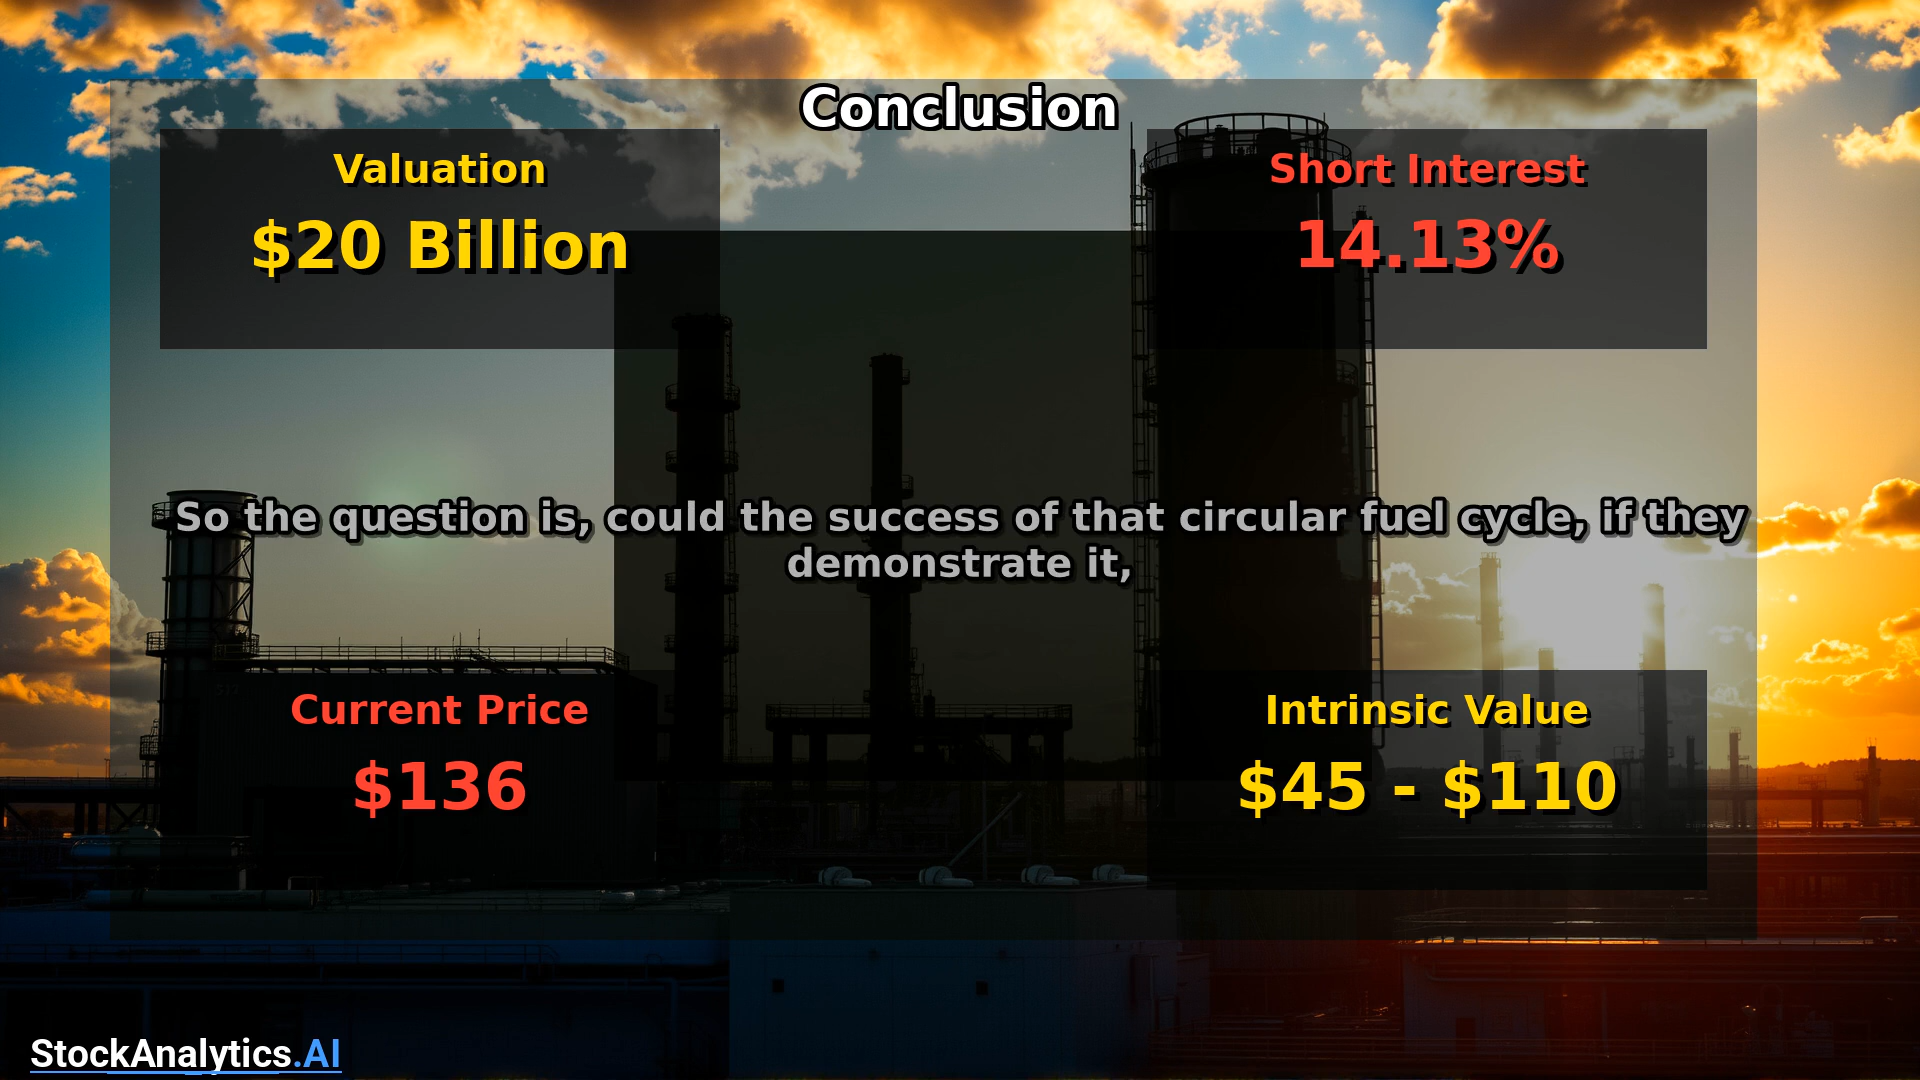 Conclusion
Valuation
$20 Billion
Short Interest
14.13%
So the question is, could the success of that circular fuel cycle, if they
demonstrate it,
Current Price
$136
Intrinsic Value
$45 - $110
StockAnalytics.AI